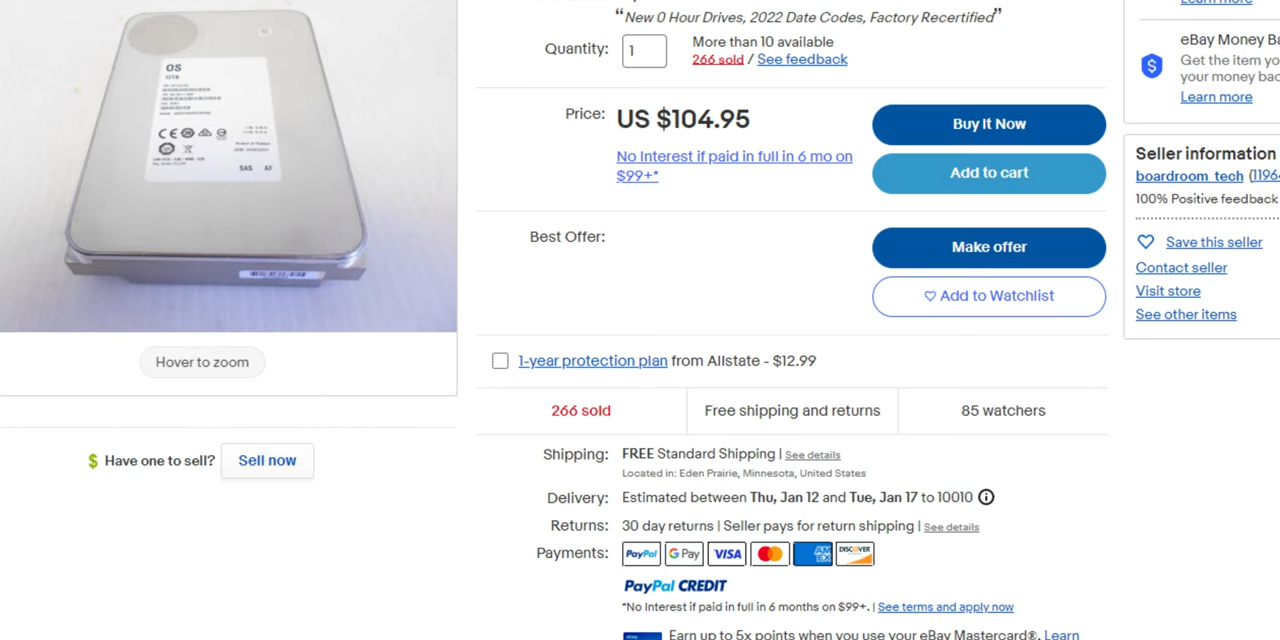 OS
12TB
SAS AF
Hover to zoom
$ Have one to sell? Sell now
“New 0 Hour Drives, 2022 Date Codes, Factory Recertified”
Quantity: 1 More than 10 available
266 sold / See feedback
Price: US $104.95 Buy It Now
No Interest if paid in full in 6 mo on
$99+*
Add to cart
Best Offer: Make offer
Add to Watchlist
1-year protection plan from Allstate - $12.99
266 sold Free shipping and returns 85 watchers
Shipping: FREE Standard Shipping | See details
Located in: Eden Prairie, Minnesota, United States
Delivery: Estimated between Thu, Jan 12 and Tue, Jan 17 to 10010
Returns: 30 day returns | Seller pays for return shipping | See details
Payments: PayPal G Pay VISA AM EX DISCOVER
PayPal CREDIT
*No Interest if paid in full in 6 months on $99+. | See terms and apply now
Earn up to 5x points when you use your eBay Mastercard®. Learn
Learn more
eBay Money Ba
Get the item yo
your money bac
Learn more
Seller information
boardroom_tech (1196
100% Positive feedback
Save this seller
Contact seller
Visit store
See other items